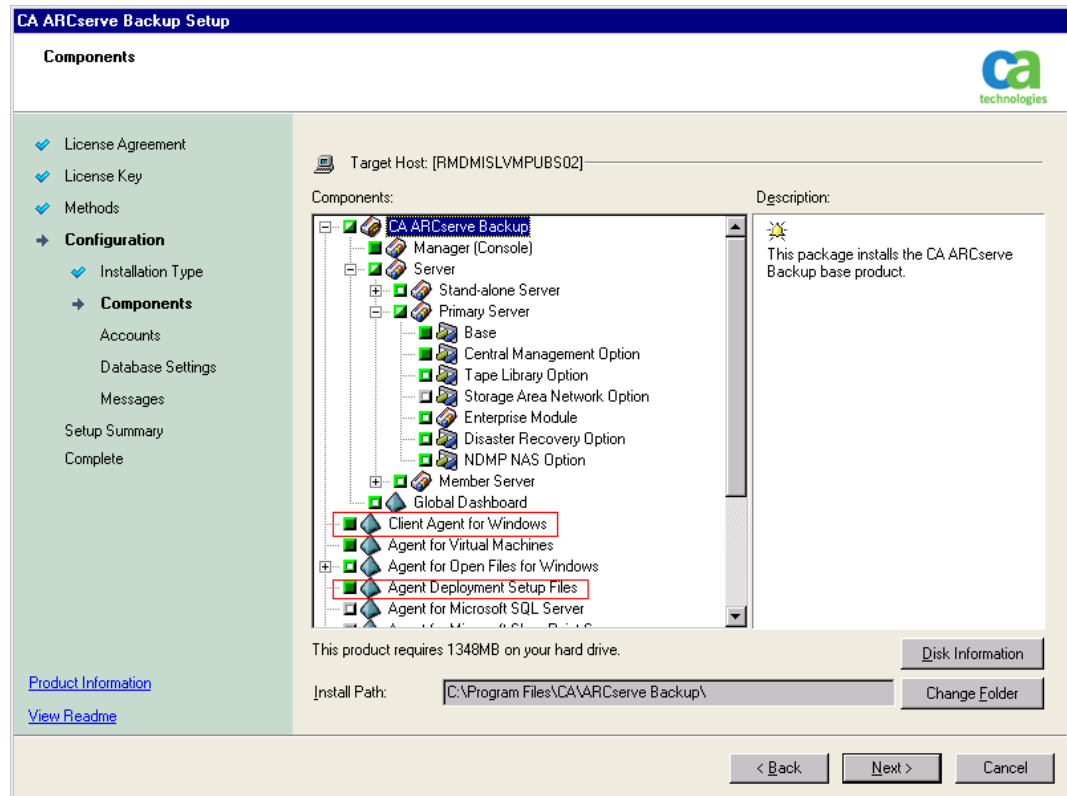 CA ARCserve Backup Setup
Components
ca
technologies
License Agreement
License Key
Methods
Configuration
Installation Type
Components
Accounts
Database Settings
Messages
Setup Summary
Complete
Product Information
View Readme
Target Host: [RMDMISLVMPUBS02]
Components:
CA ARCserve Backup
Manager (Console)
Server
Stand-alone Server
Primary Server
Base
Central Management Option
Tape Library Option
Storage Area Network Option
Enterprise Module
Disaster Recovery Option
NDMP NAS Option
Member Server
Global Dashboard
Client Agent for Windows
Agent for Virtual Machines
Agent for Open Files for Windows
Agent Deployment Setup Files
Agent for Microsoft SQL Server
Description:
This package installs the CA ARCserve
Backup base product.
This product requires 1348MB on your hard drive.
Disk Information
Install Path:
C:\Program Files\CA\ARCserve Backup\
Change Folder
< Back
Next >
Cancel